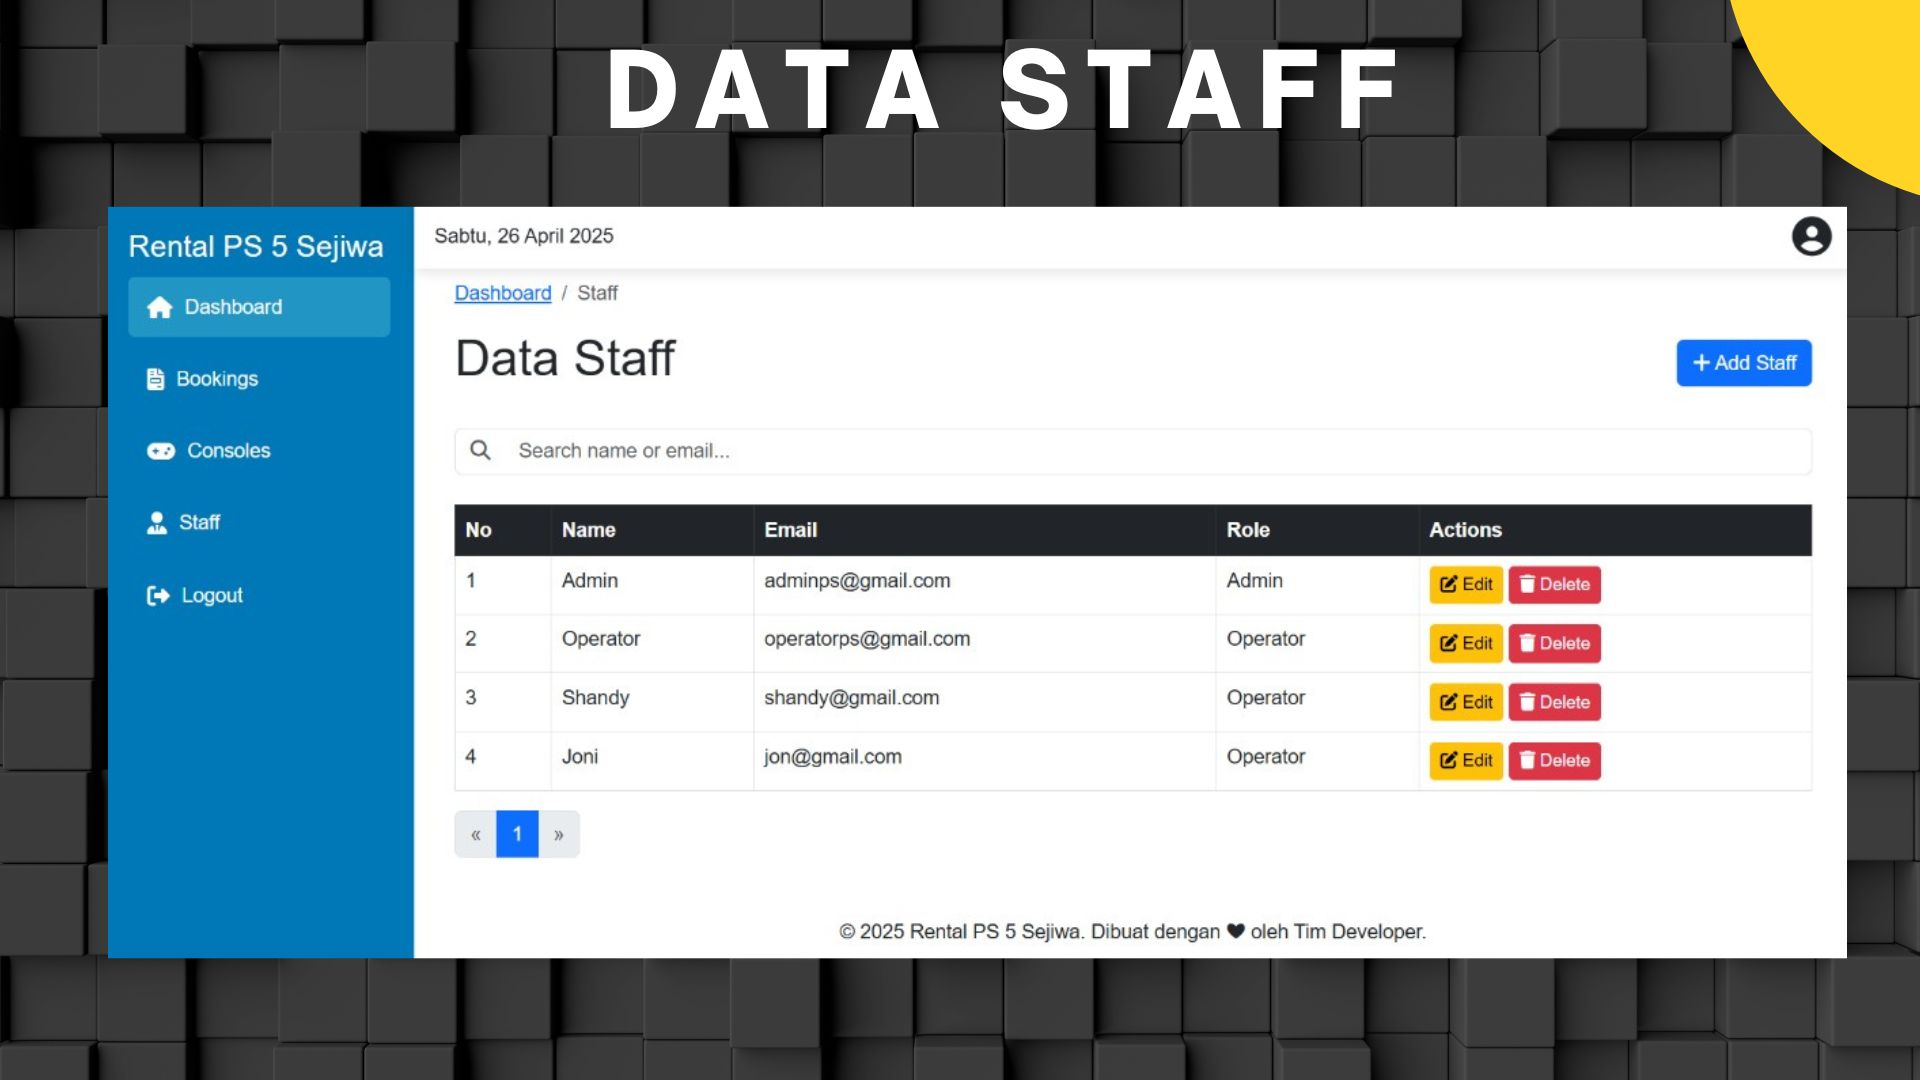 DATA STAFF
Rental PS 5 Sejiwa
Dashboard
Bookings
Consoles
Staff
Logout
Sabtu, 26 April 2025
Dashboard / Staff
Data Staff
+ Add Staff
Search name or email...
No Name Email Role Actions
1 Admin adminps@gmail.com Admin Edit Delete
2 Operator operatorps@gmail.com Operator Edit Delete
3 Shandy shandy@gmail.com Operator Edit Delete
4 Joni jon@gmail.com Operator Edit Delete
« 1 »
© 2025 Rental PS 5 Sejiwa. Dibuat dengan ♥ oleh Tim Developer.